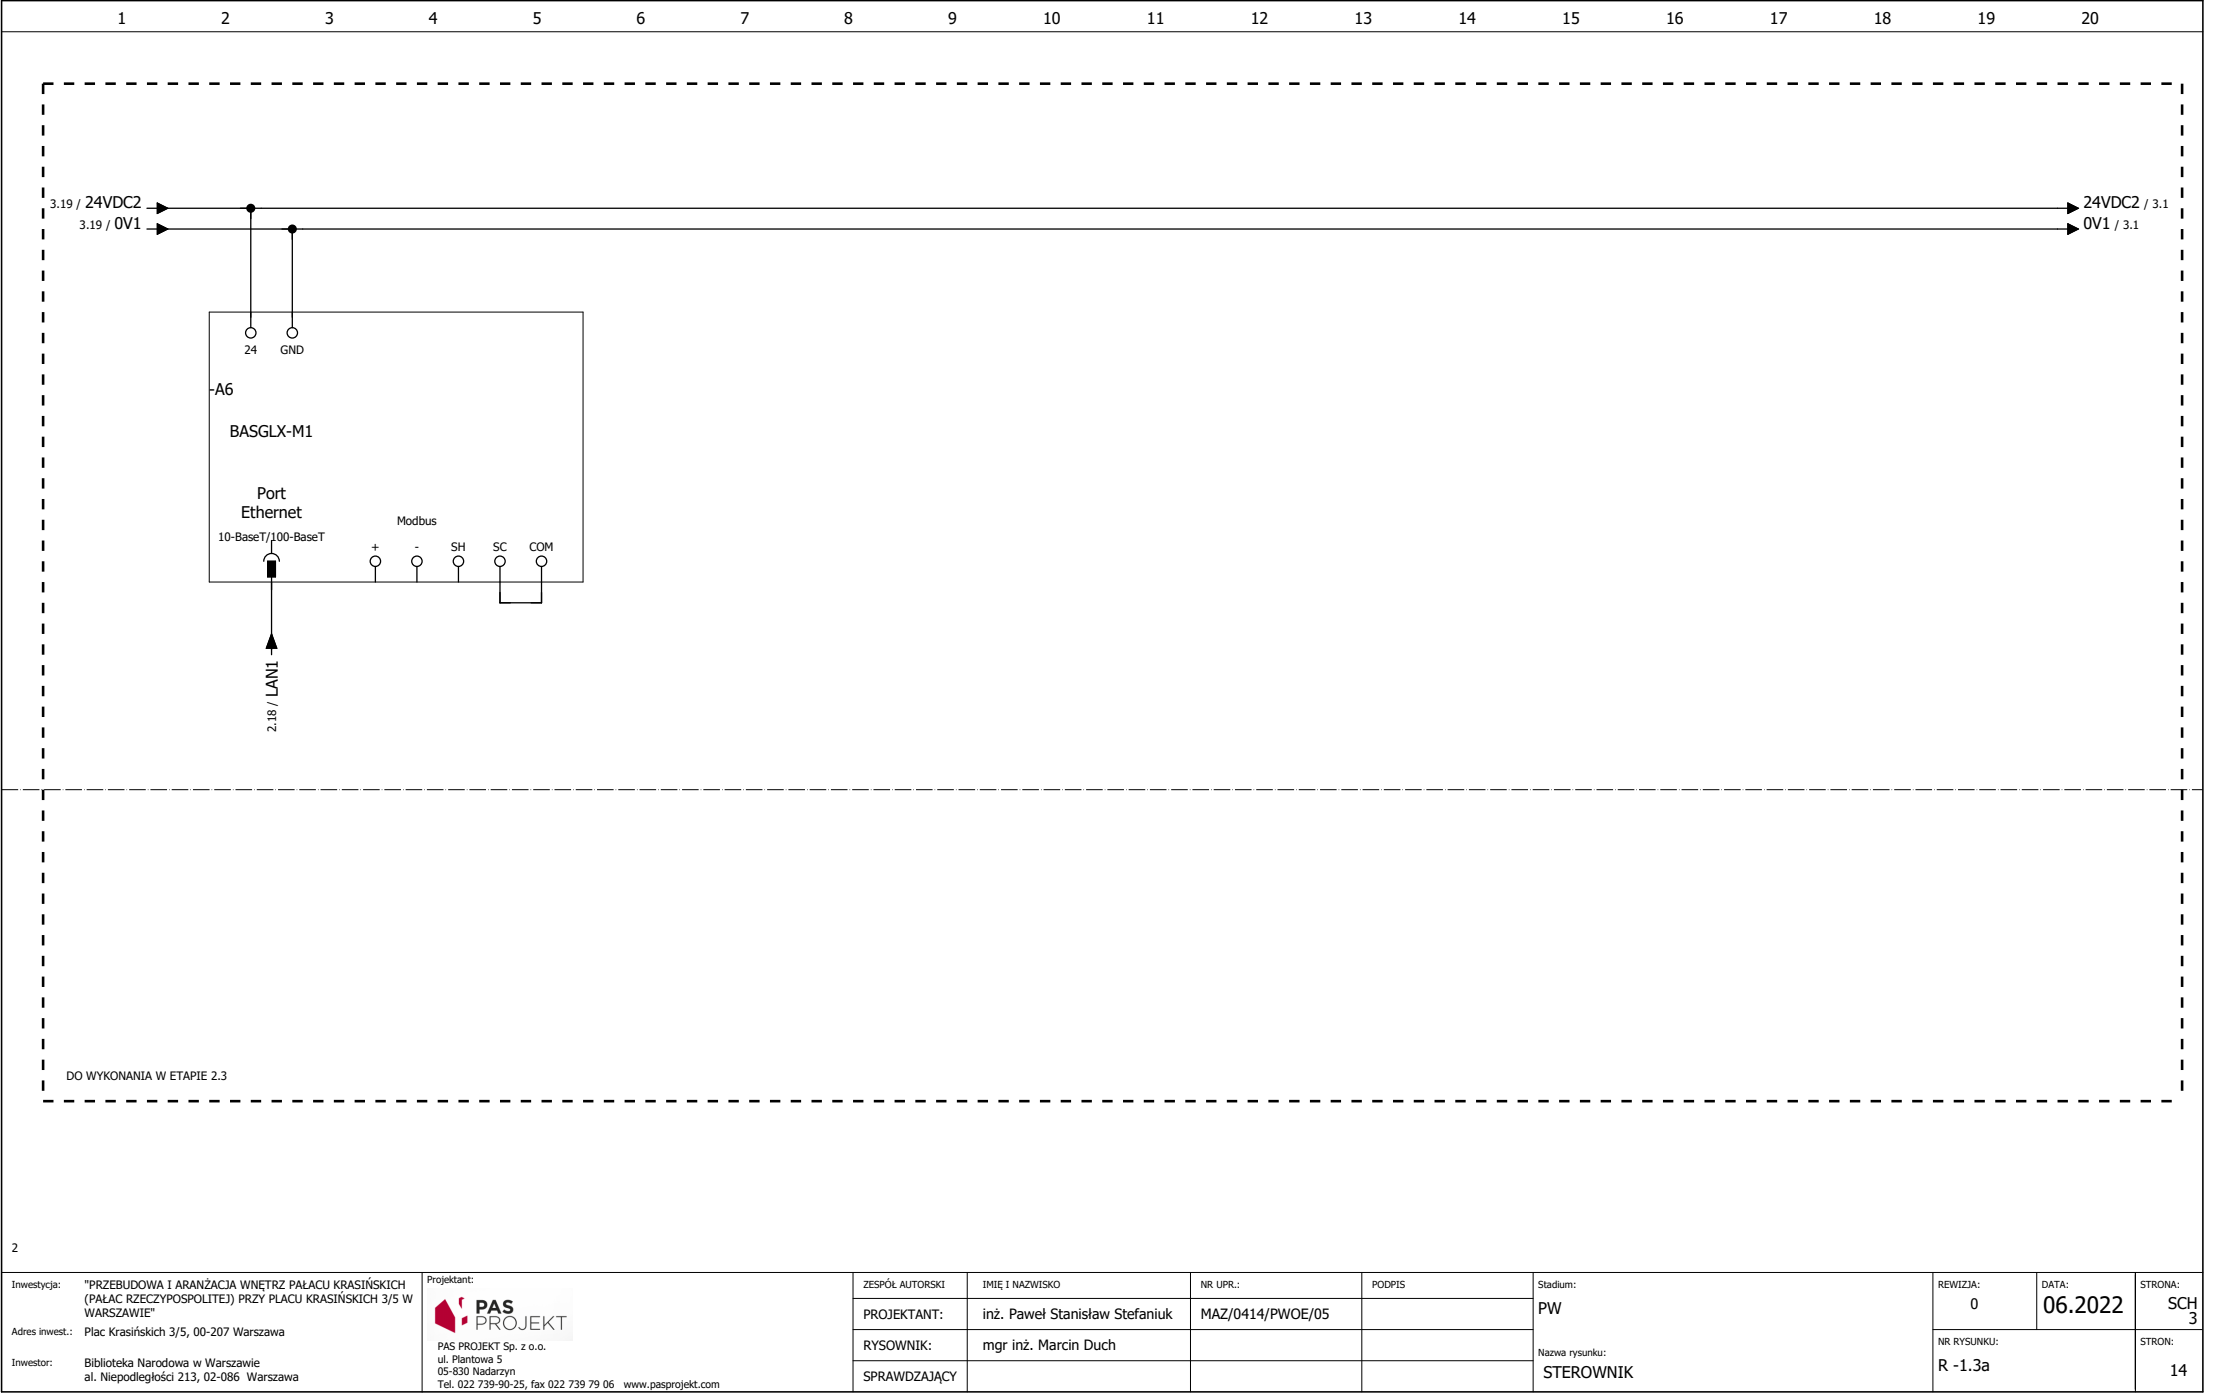 1 2 3 4 5 6 7 8 9 10 11 12 13 14 15 16 17 18 19 20
3.19 / 24VDC2
24VDC2 / 3.1
3.19 / 0V1
0V1 / 3.1
24 GND
-A6
BASGLX-M1
Port
Ethernet
10-BaseT/100-BaseT
Modbus
+ - SH SC COM
2.18 / LAN1
DO WYKONANIA W ETAPIE 2.3
2
Inwestycja: "PRZEBUDOWA I ARANŻACJA WNĘTRZ PAŁACU KRASIŃSKICH
(PAŁAC RZECZYPOSPOLITEJ) PRZY PLACU KRASIŃSKICH 3/5 W
WARSZAWIE"
Adres inwest.: Plac Krasińskich 3/5, 00-207 Warszawa
Inwestor: Biblioteka Narodowa w Warszawie
al. Niepodległości 213, 02-086 Warszawa
Projektant:
PAS
PROJEKT
PAS PROJEKT Sp. z o.o.
ul. Plantowa 5
05-830 Nadarzyn
Tel. 022 739-90-25, fax 022 739 79 06 www.pasprojekt.com
ZESPÓŁ AUTORSKI IMIĘ I NAZWISKO NR UPR.: PODPIS
PROJEKTANT: inż. Paweł Stanisław Stefaniuk MAZ/0414/PWOE/05
RYSOWNIK: mgr inż. Marcin Duch
SPRAWDZAJĄCY
Stadium:
PW
Nazwa rysunku:
STEROWNIK
REWIZJA:
0
DATA:
06.2022
STRONA:
SCH
3
NR RYSUNKU:
R -1.3a
STRON:
14